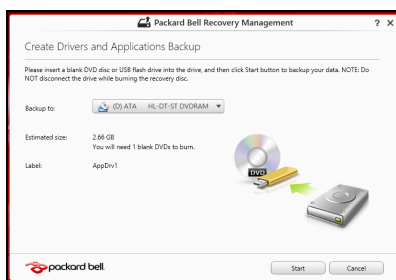 Packard Bell Recovery Management
? X
Create Drivers and Applications Backup
Please insert a blank DVD disc or USB flash drive into the drive, and then click Start button to backup your data. NOTE: Do
NOT disconnect the drive while burning the recovery disc.
Backup to: (D) ATA HL-DT-ST DVDRAM
Estimated size: 2.66 GB
You will need 1 blank DVDs to burn.
Label: AppDrv1
DVD
packard bell.
Start Cancel